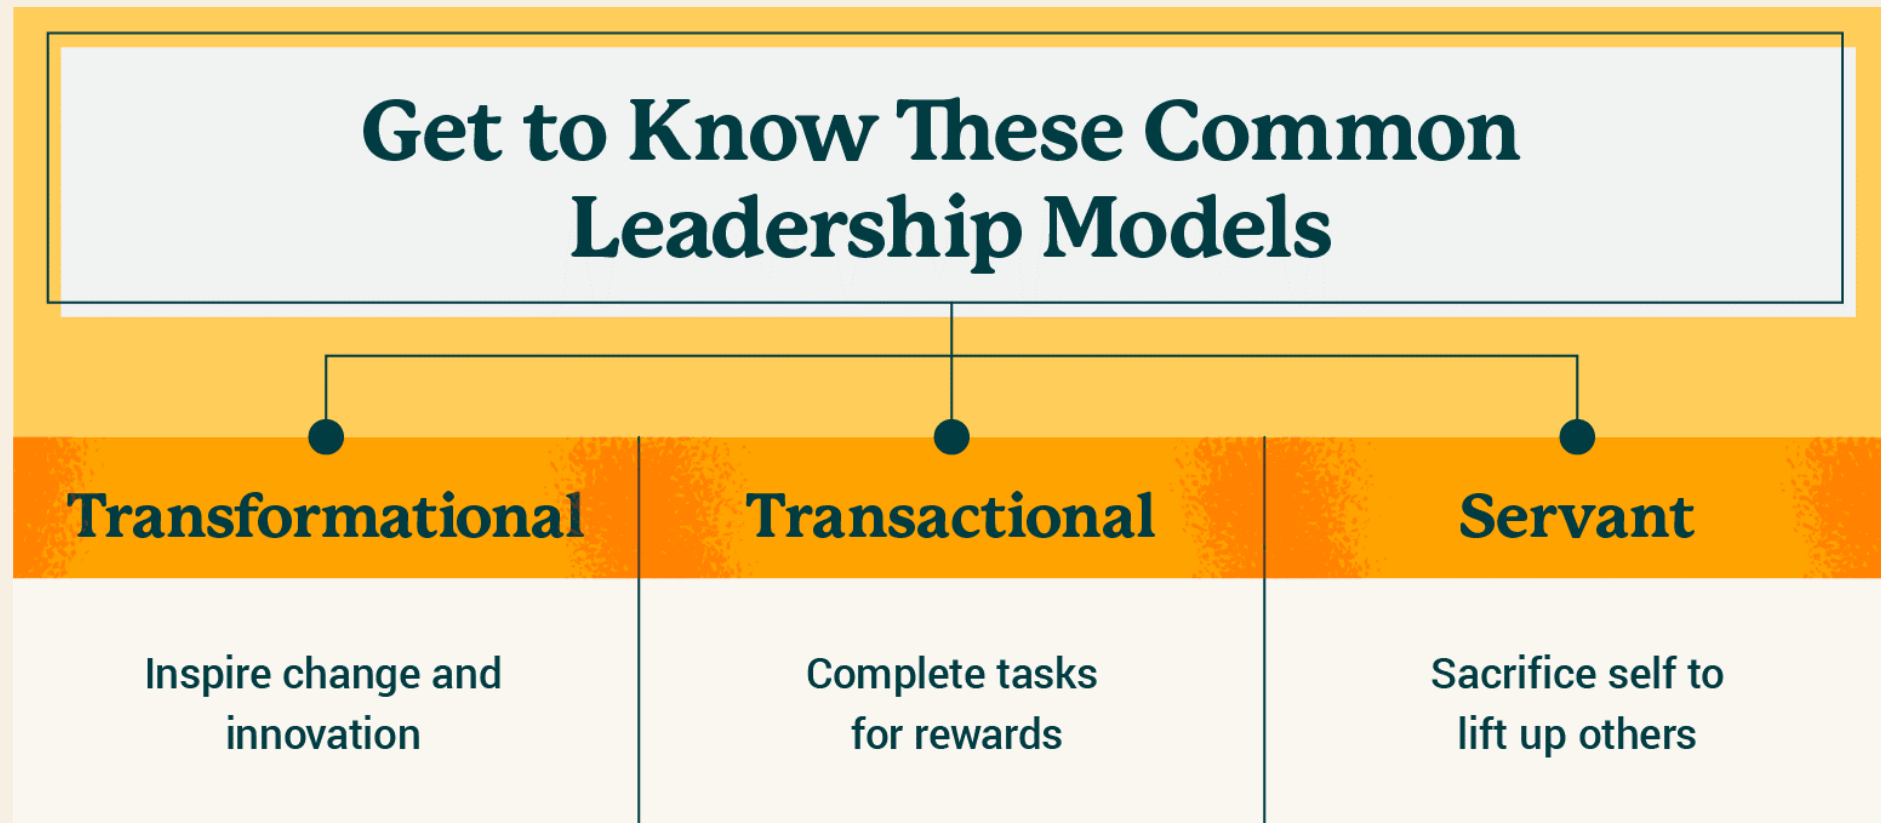 Get to Know These Common
Leadership Models
Transformational
Transactional
Servant
Inspire change and
innovation
Complete tasks
for rewards
Sacrifice self to
lift up others